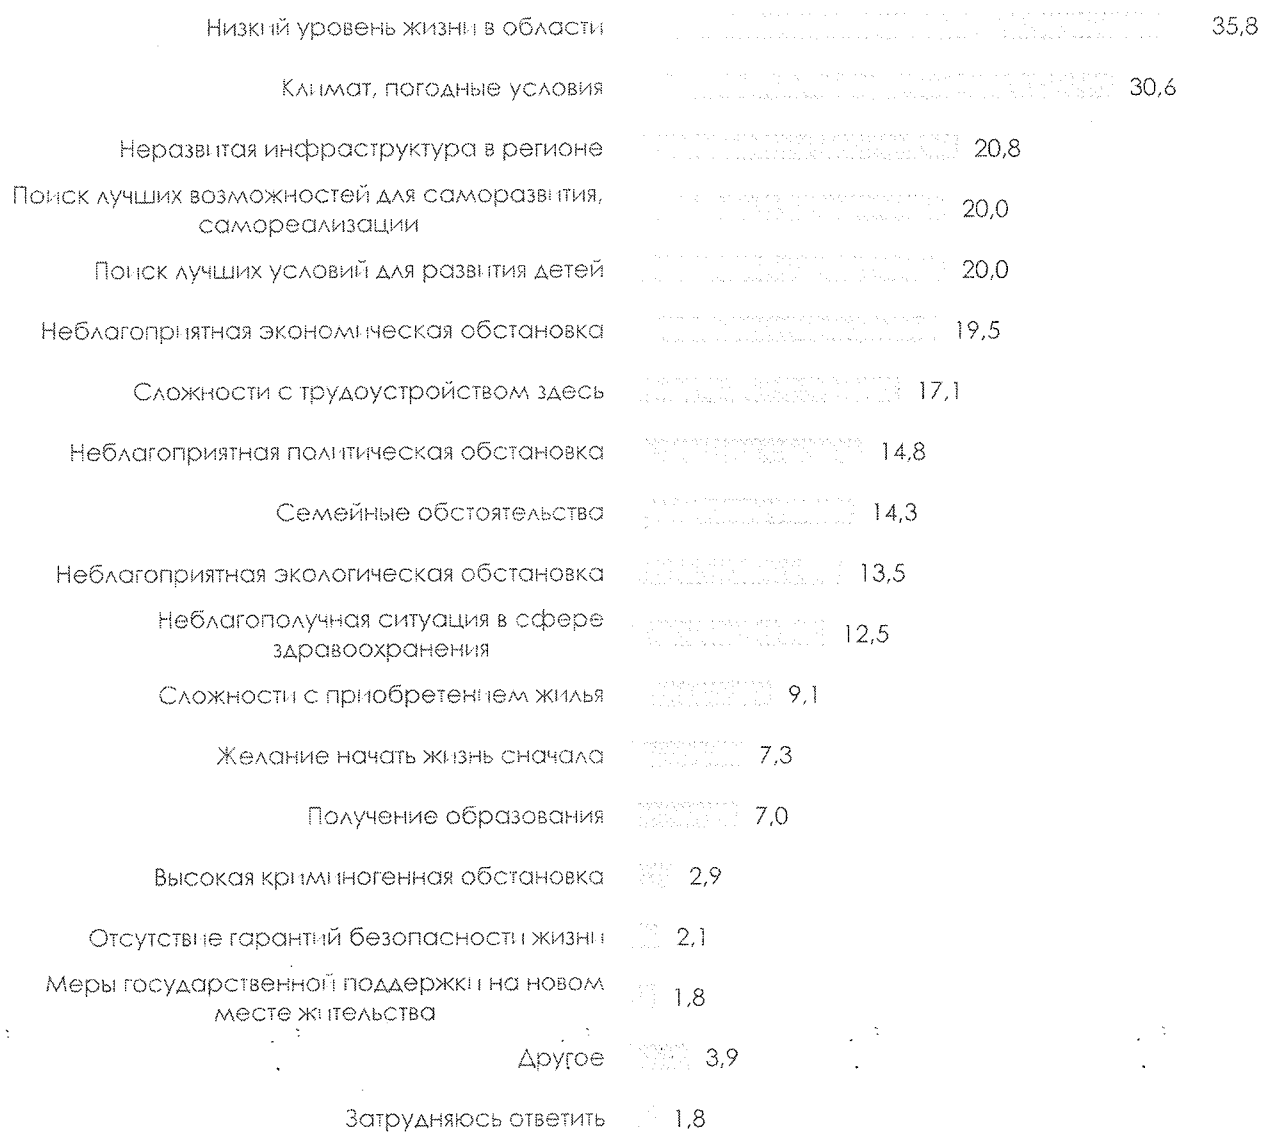 Низкий уровень жизни в области 35,8
Климат, погодные условия 30,6
Неразвитая инфраструктура в регионе 20,8
Поиск лучших возможностей для саморазвития,
самореализации 20,0
Поиск лучших условий для развития детей 20,0
Неблагоприятная экономическая обстановка 19,5
Сложности с трудоустройством здесь 17,1
Неблагоприятная политическая обстановка 14,8
Семейные обстоятельства 14,3
Неблагоприятная экологическая обстановка 13,5
Неблагополучная ситуация в сфере
здравоохранения 12,5
Сложности с приобретением жилья 9,1
Желание начать жизнь сначала 7,3
Получение образования 7,0
Высокая криминогенная обстановка 2,9
Отсутствие гарантий безопасности жизни 2,1
Меры государственной поддержки на новом
месте жительства 1,8
Другое 3,9
Затрудняюсь ответить 1,8